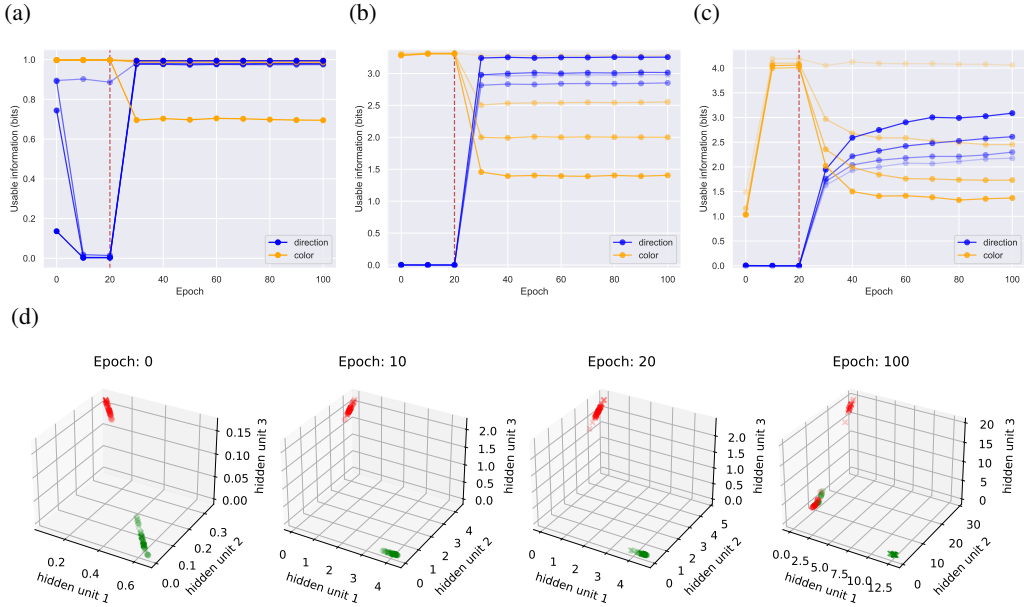 (a)
(b)
(c)
1.0
0.8
0.6
0.4
0.2
0.0
Usable information (bits)
0 20 40 60 80 100
Epoch
direction
color
3.0
2.5
2.0
1.5
1.0
0.5
0.0
Usable information (bits)
0 20 40 60 80 100
Epoch
direction
color
4.0
3.5
3.0
2.5
2.0
1.5
1.0
0.5
0.0
Usable information (bits)
0 20 40 60 80 100
Epoch
direction
color
(d)
Epoch: 0
0.15
0.10
0.05
0.00
hidden unit 3
0.2 0.4 0.6
hidden unit 1
0.0 0.1 0.2 0.3
hidden unit 2
Epoch: 10
2.0
1.5
1.0
0.5
0.0
hidden unit 3
0 1 2 3 4
hidden unit 1
0 1 2 3 4
hidden unit 2
Epoch: 20
2.0
1.5
1.0
0.5
0.0
hidden unit 3
0 1 2 3 4
hidden unit 1
0 1 2 3 4 5
hidden unit 2
Epoch: 100
20
15
10
5
0
hidden unit 3
0.0 2.5 5.0 7.5 10.0 12.5
hidden unit 1
0 10 20 30
hidden unit 2